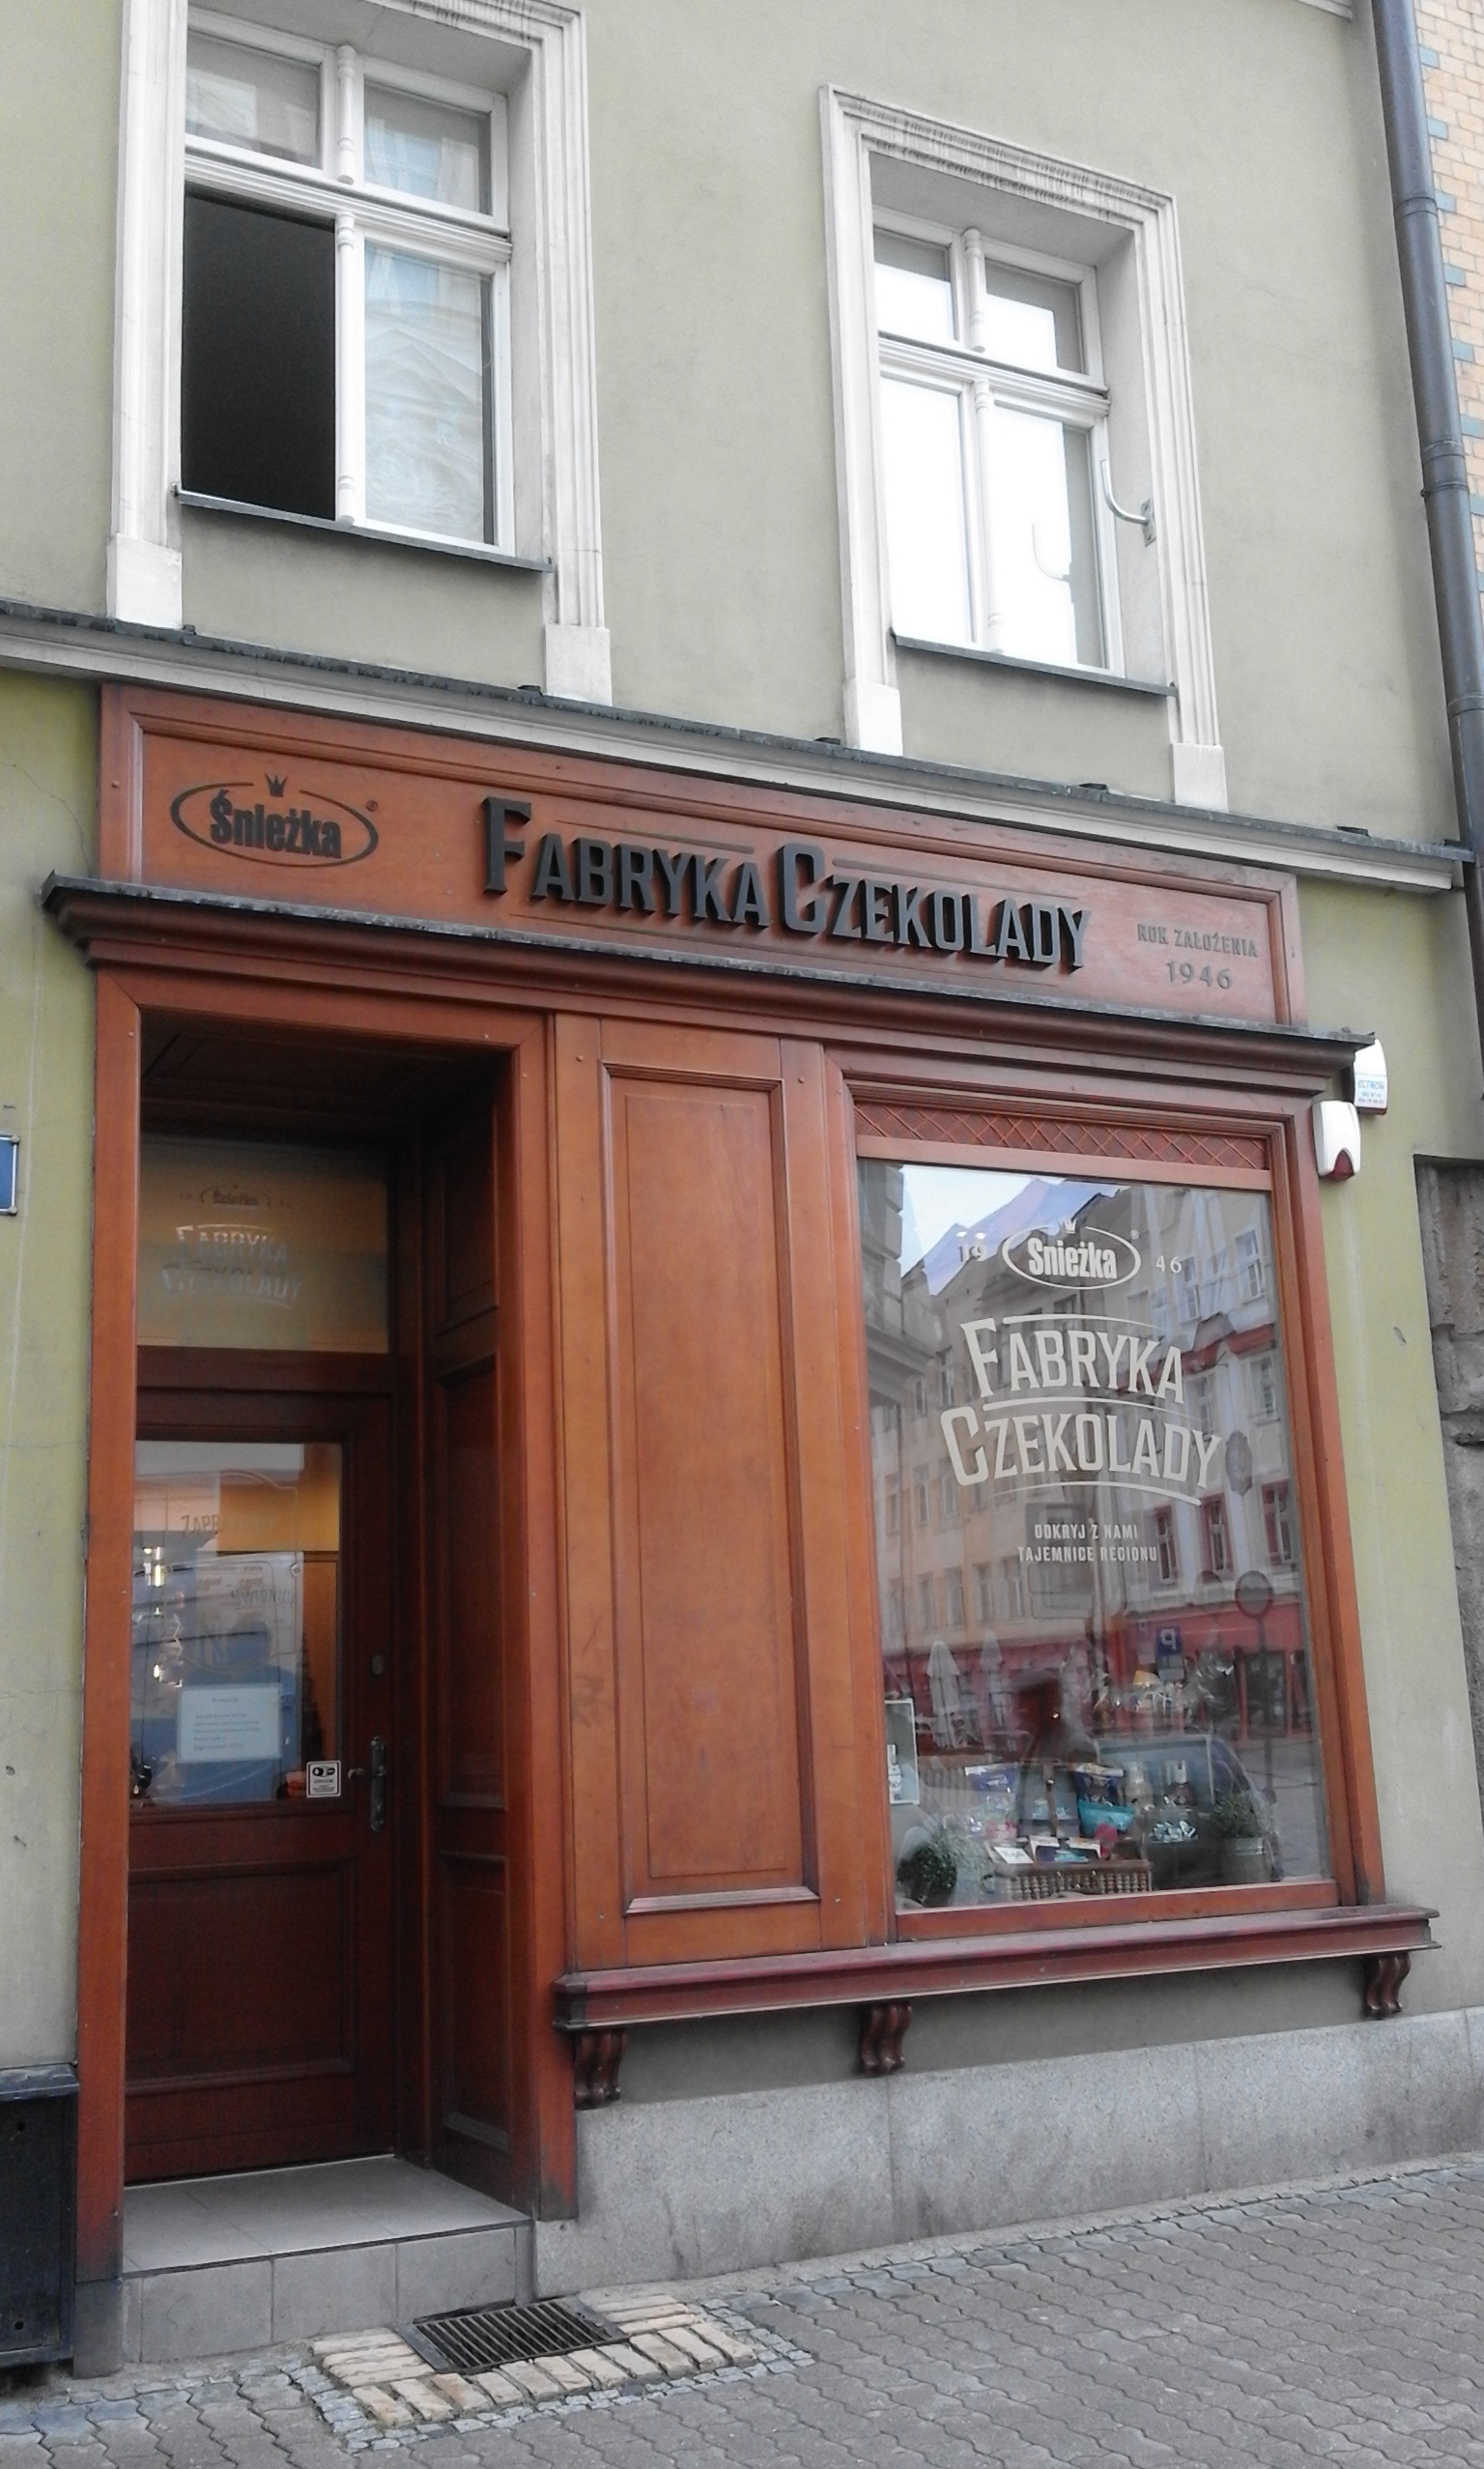 Śnieżka ®
FABRYKA CZEKOLADY
ROK ZAŁOŻENIA
1946
Śnieżka
FABRYKA
CZEKOLADY
19 Śnieżka 46
FABRYKA
CZEKOLADY
ODKRYJ Z NAMI
TAJEMNICE REGIONU